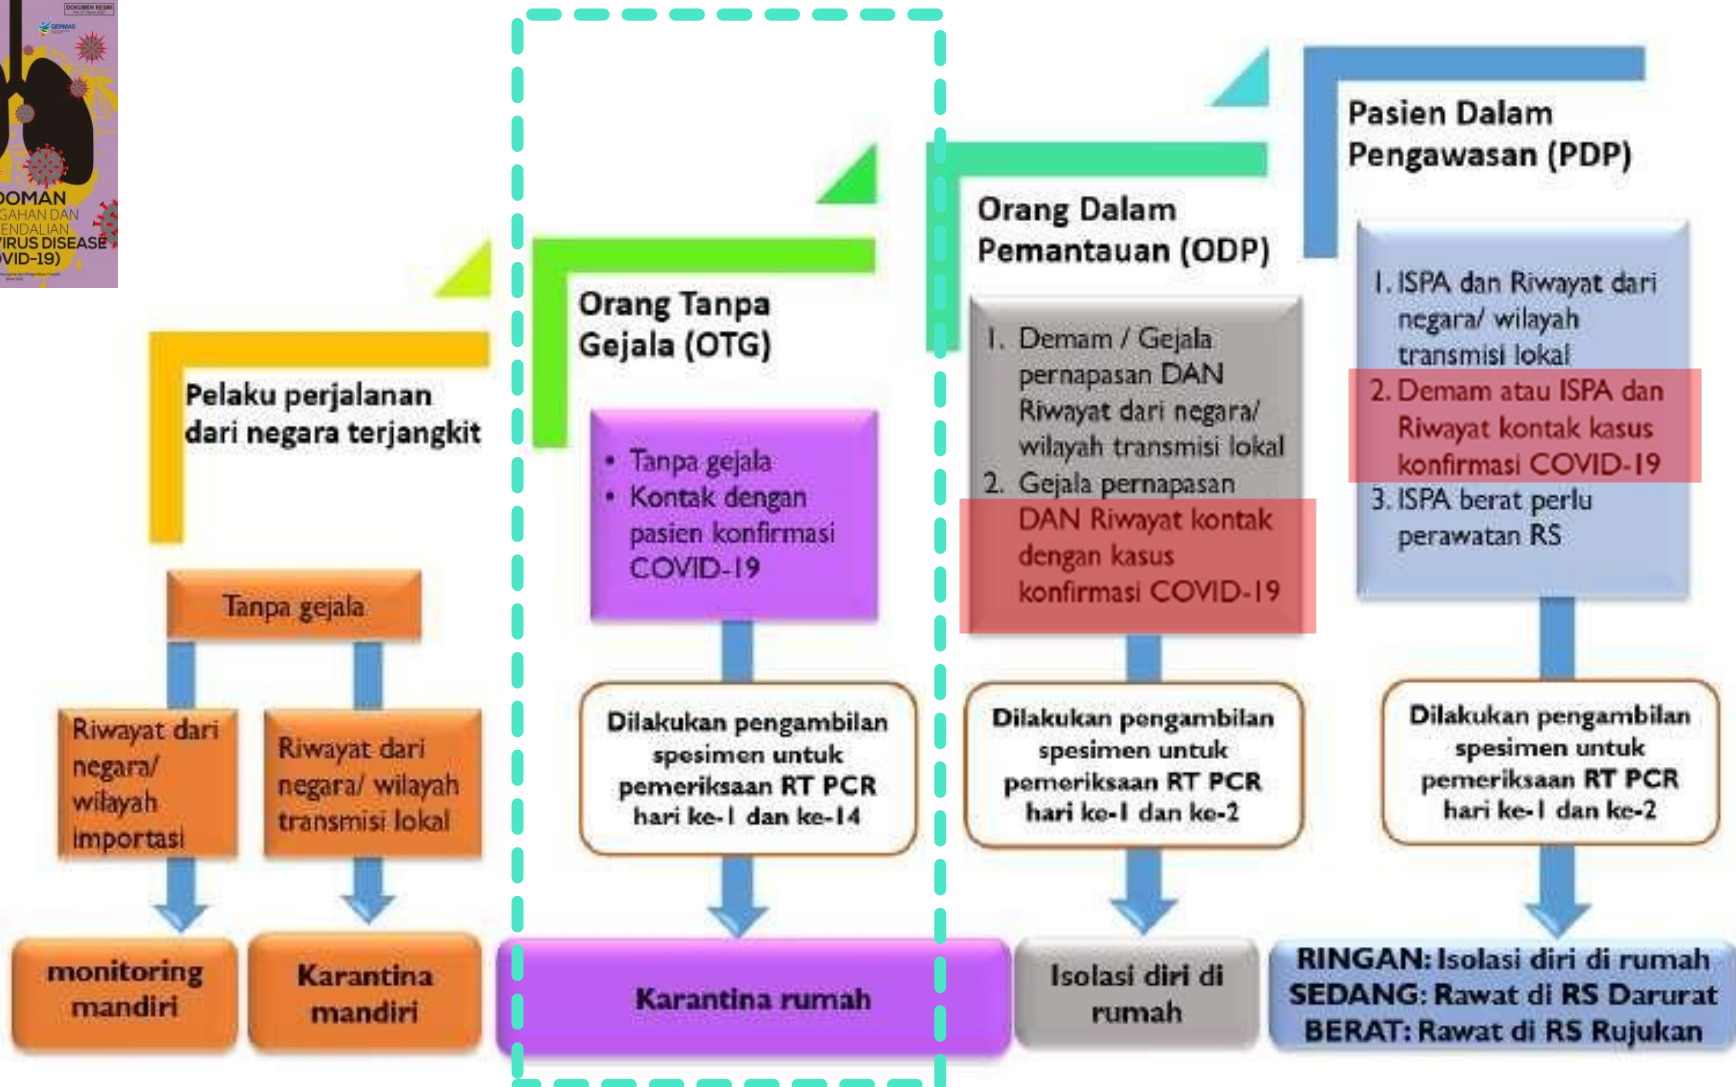 DOKUMEN RESMI
GERMAS
DOMAN
GAHAN DAN
ENDALIAN
VIRUS DISEASE
VID-19)
Pelaku perjalanan
dari negara terjangkit
Tanpa gejala
Riwayat dari
negara/
wilayah
importasi
monitoring
mandiri
Riwayat dari
negara/ wilayah
transmisi lokal
Karantina
mandiri
Orang Tanpa
Gejala (OTG)
• Tanpa gejala
• Kontak dengan
pasien konfirmasi
COVID-19
Dilakukan pengambilan
spesimen untuk
pemeriksaan RT PCR
hari ke-1 dan ke-14
Karantina rumah
Orang Dalam
Pemantauan (ODP)
1. Demam / Gejala
pernapasan DAN
Riwayat dari negara/
wilayah transmisi lokal
2. Gejala pernapasan
DAN Riwayat kontak
dengan kasus
konfirmasi COVID-19
Dilakukan pengambilan
spesimen untuk
pemeriksaan RT PCR
hari ke-1 dan ke-2
Isolasi diri di
rumah
Pasien Dalam
Pengawasan (PDP)
1. ISPA dan Riwayat dari
negara/ wilayah
transmisi lokal
2. Demam atau ISPA dan
Riwayat kontak kasus
konfirmasi COVID-19
3. ISPA berat perlu
perawatan RS
Dilakukan pengambilan
spesimen untuk
pemeriksaan RT PCR
hari ke-1 dan ke-2
RINGAN: Isolasi diri di rumah
SEDANG: Rawat di RS Darurat
BERAT: Rawat di RS Rujukan